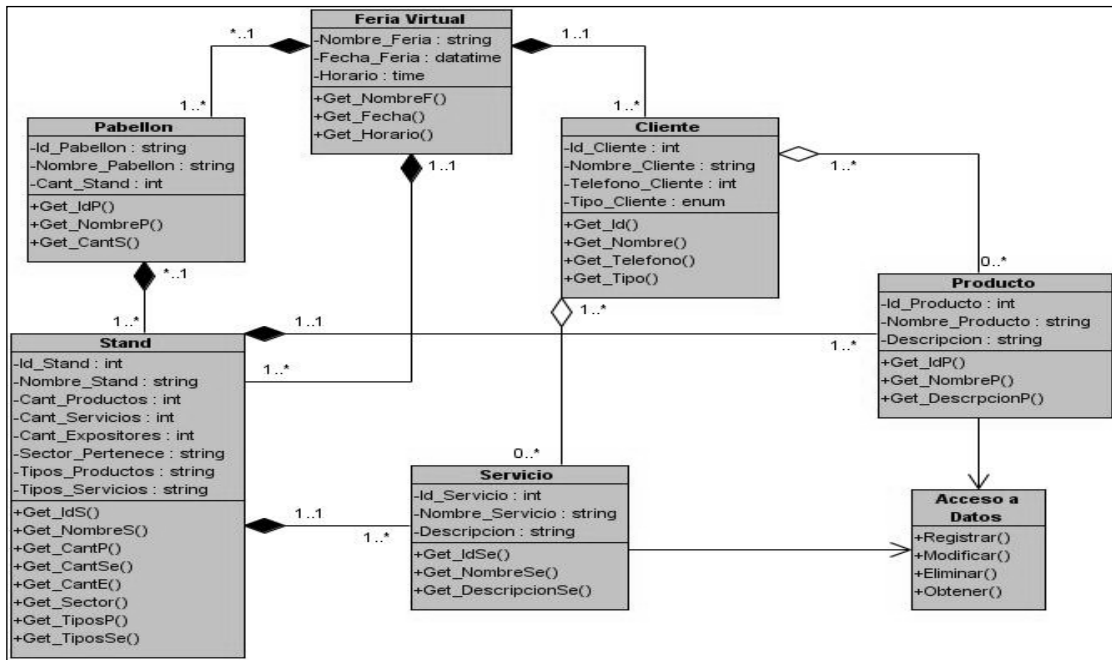 Feria Virtual
-Nombre_Feria : string
-Fecha_Feria : datatime
-Horario : time
+Get_NombreF()
+Get_Fecha()
+Get_Horario()
*..1
1..1
1..*
1..*
1..1
Pabellon
-Id_Pabellon : string
-Nombre_Pabellon : string
-Cant_Stand : int
+Get_IdP()
+Get_NombreP()
+Get_CantS()
Cliente
-Id_Cliente : int
-Nombre_Cliente : string
-Telefono_Cliente : int
-Tipo_Cliente : enum
+Get_Id()
+Get_Nombre()
+Get_Telefono()
+Get_Tipo()
1..*
*..1
1..*
1..*
0..*
Producto
-Id_Producto : int
-Nombre_Producto : string
-Descripcion : string
+Get_IdP()
+Get_NombreP()
+Get_DescrpcionP()
Stand
-Id_Stand : int
-Nombre_Stand : string
-Cant_Productos : int
-Cant_Servicios : int
-Cant_Expositores : int
-Sector_Pertenece : string
-Tipos_Productos : string
-Tipos_Servicios : string
+Get_IdS()
+Get_NombreS()
+Get_CantP()
+Get_CantSe()
+Get_CantE()
+Get_Sector()
+Get_TiposP()
+Get_TiposSe()
1..1
1..*
1..*
0..*
1..1
1..*
Servicio
-Id_Servicio : int
-Nombre_Servicio : string
-Descripcion : string
+Get_IdSe()
+Get_NombreSe()
+Get_DescripcionSe()
Acceso a
Datos
+Registrar()
+Modificar()
+Eliminar()
+Obtener()